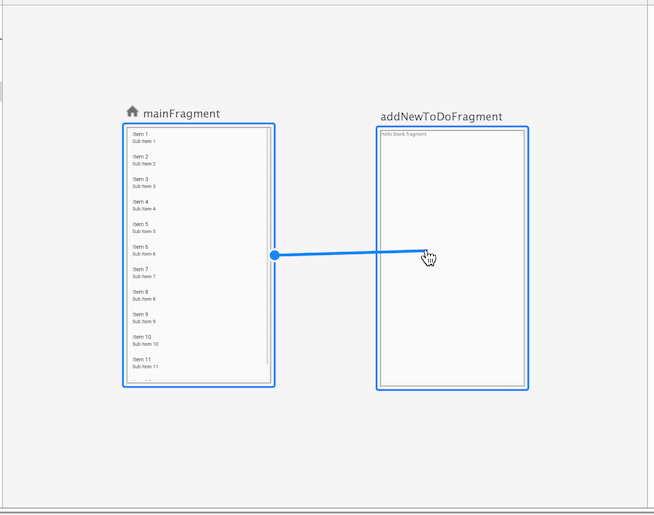 mainFragment
Item 1
Sub Item 1
Item 2
Sub Item 2
Item 3
Sub Item 3
Item 4
Sub Item 4
Item 5
Sub Item 5
Item 6
Sub Item 6
Item 7
Sub Item 7
Item 8
Sub Item 8
Item 9
Sub Item 9
Item 10
Sub Item 10
Item 11
Sub Item 11
addNewToDoFragment
Hello blank fragment